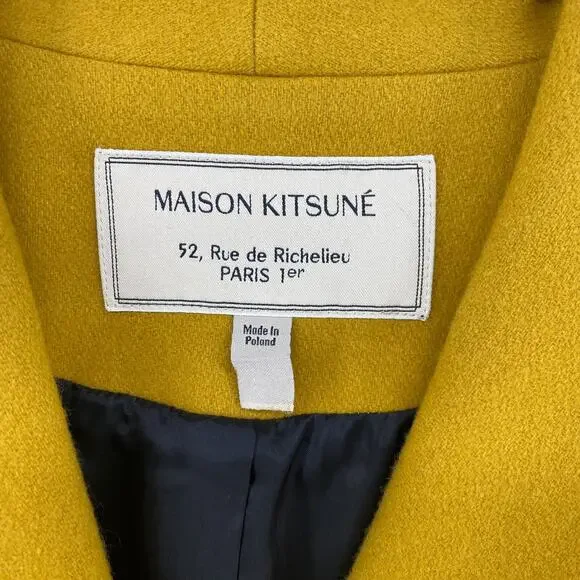 MAISON KITSUNÉ
52, Rue de Richelieu
PARIS 1er
Made In
Poland